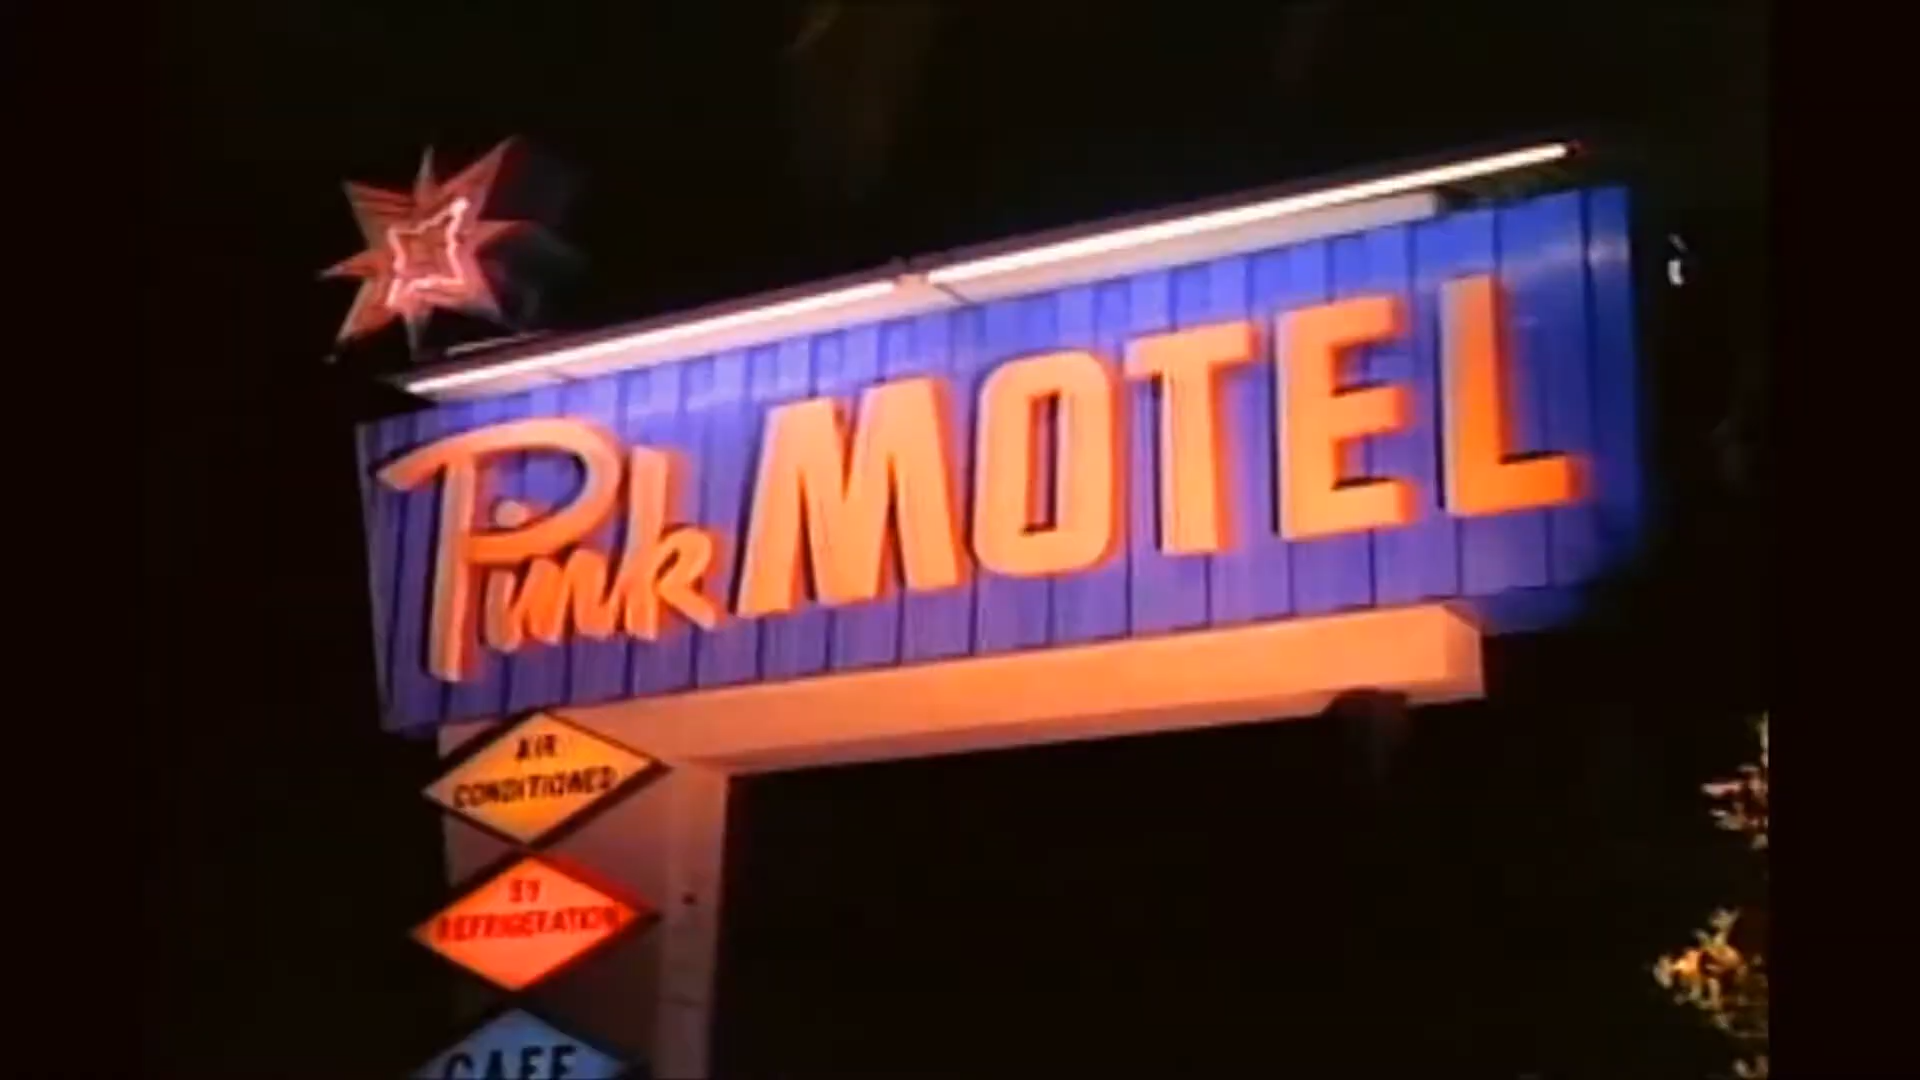 Pink MOTEL
AIR
CONDITIONED
BY
REFRIGERATION
CAFE